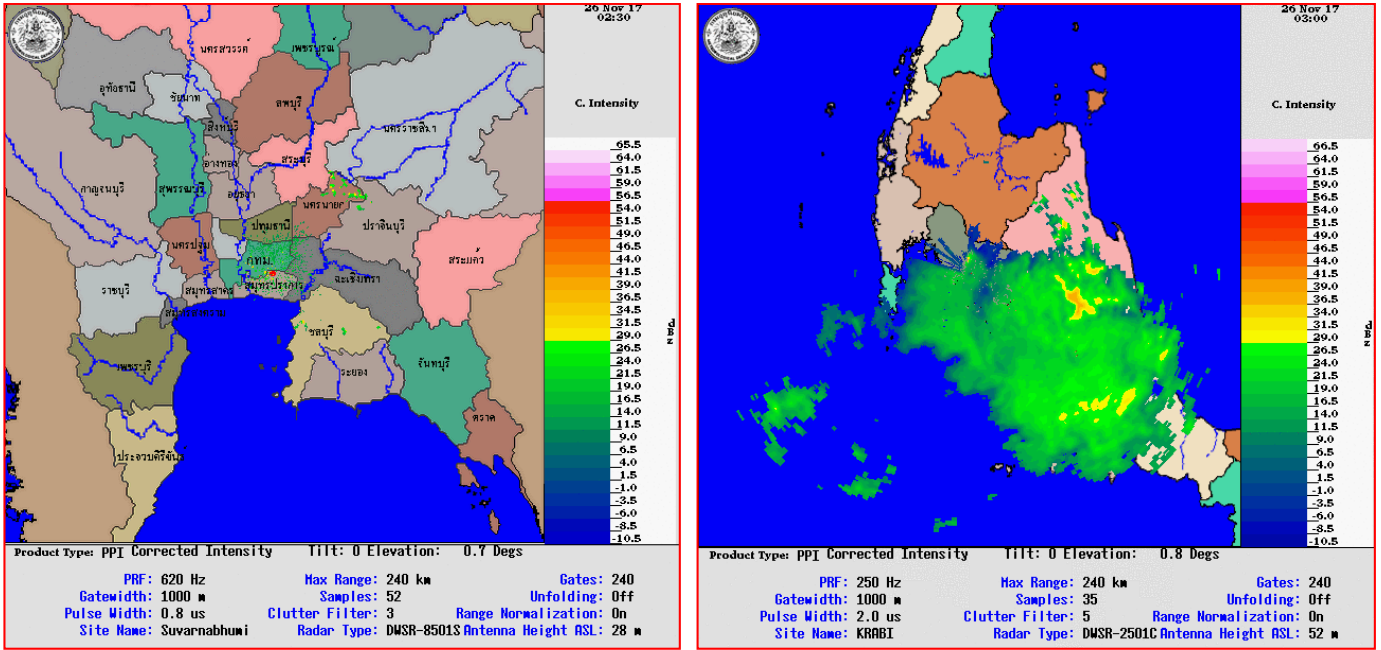 26 Nov 17
02:30
C. Intensity
65.5
64.0
61.5
59.0
56.5
54.0
51.5
49.0
46.5
44.0
41.5
39.0
36.5
34.0
31.5
29.0
26.5
24.0
21.5
19.0
16.5
14.0
11.5
9.0
6.5
4.0
1.5
-1.0
-3.5
-6.0
-8.5
-10.5
นครสวรรค์
เพชรบูรณ์
อุทัยธานี
ชัยนาท
ลพบุรี
สิงห์บุรี
นครราชสีมา
อ่างทอง
สระบุรี
กาญจนบุรี
สุพรรณบุรี
อยุธยา
นครนายก
ปทุมธานี
ปราจีนบุรี
นครปฐม
กทม.
สระแก้ว
ฉะเชิงเทรา
ราชบุรี
สมุทรสาคร
สมุทรปราการ
สมุทรสงคราม
ชลบุรี
เพชรบุรี
ระยอง
จันทบุรี
ตราด
ประจวบคีรีขันธ์
Product Type: PPI Corrected Intensity Tilt: 0 Elevation: 0.7 Degs
PRF: 620 Hz Max Range: 240 km Gates: 240
Gatewidth: 1000 m Samples: 52 Unfolding: Off
Pulse Width: 0.8 us Clutter Filter: 3 Range Normalization: On
Site Name: Suvarnabhumi Radar Type: DWSR-8501S Antenna Height ASL: 28 m
26 Nov 17
03:00
C. Intensity
66.5
64.0
61.5
59.0
56.5
54.0
51.5
49.0
46.5
44.0
41.5
39.0
36.5
34.0
31.5
29.0
26.5
24.0
21.5
19.0
16.5
14.0
11.5
9.0
6.5
4.0
1.5
-1.0
-3.5
-6.0
-8.5
-10.5
Product Type: PPI Corrected Intensity Tilt: 0 Elevation: 0.8 Degs
PRF: 250 Hz Max Range: 240 km Gates: 240
Gatewidth: 1000 m Samples: 35 Unfolding: Off
Pulse Width: 2.0 us Clutter Filter: 5 Range Normalization: On
Site Name: KRABI Radar Type: DWSR-2501C Antenna Height ASL: 52 m